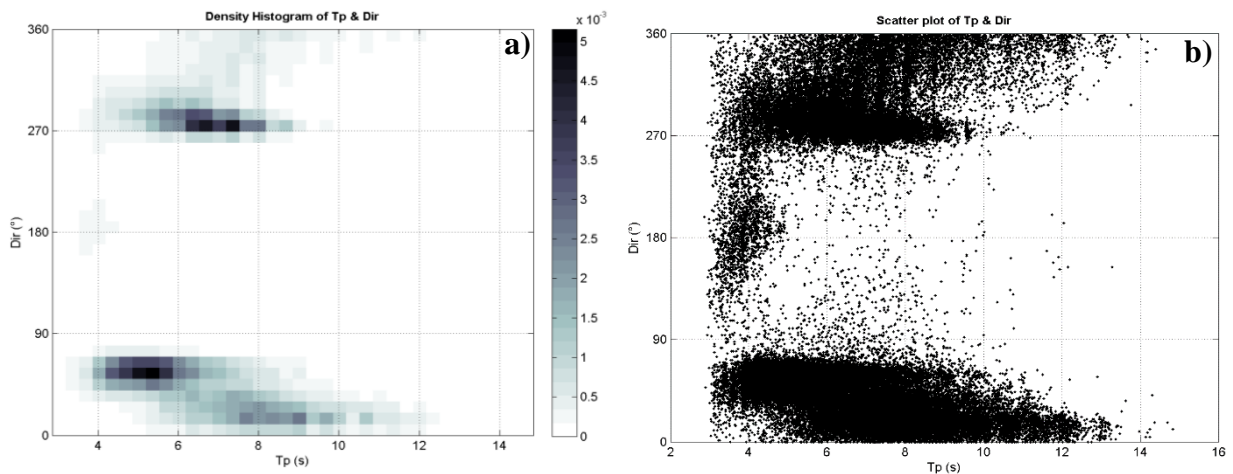 Density Histogram of Tp & Dir
a)
x 10⁻³
360
270
180
90
0
Dir (°)
4 6 8 10 12 14
Tp (s)
5
4.5
4
3.5
3
2.5
2
1.5
1
0.5
0
Scatter plot of Tp & Dir
b)
360
270
180
90
0
Dir (°)
2 4 6 8 10 12 14 16
Tp (s)